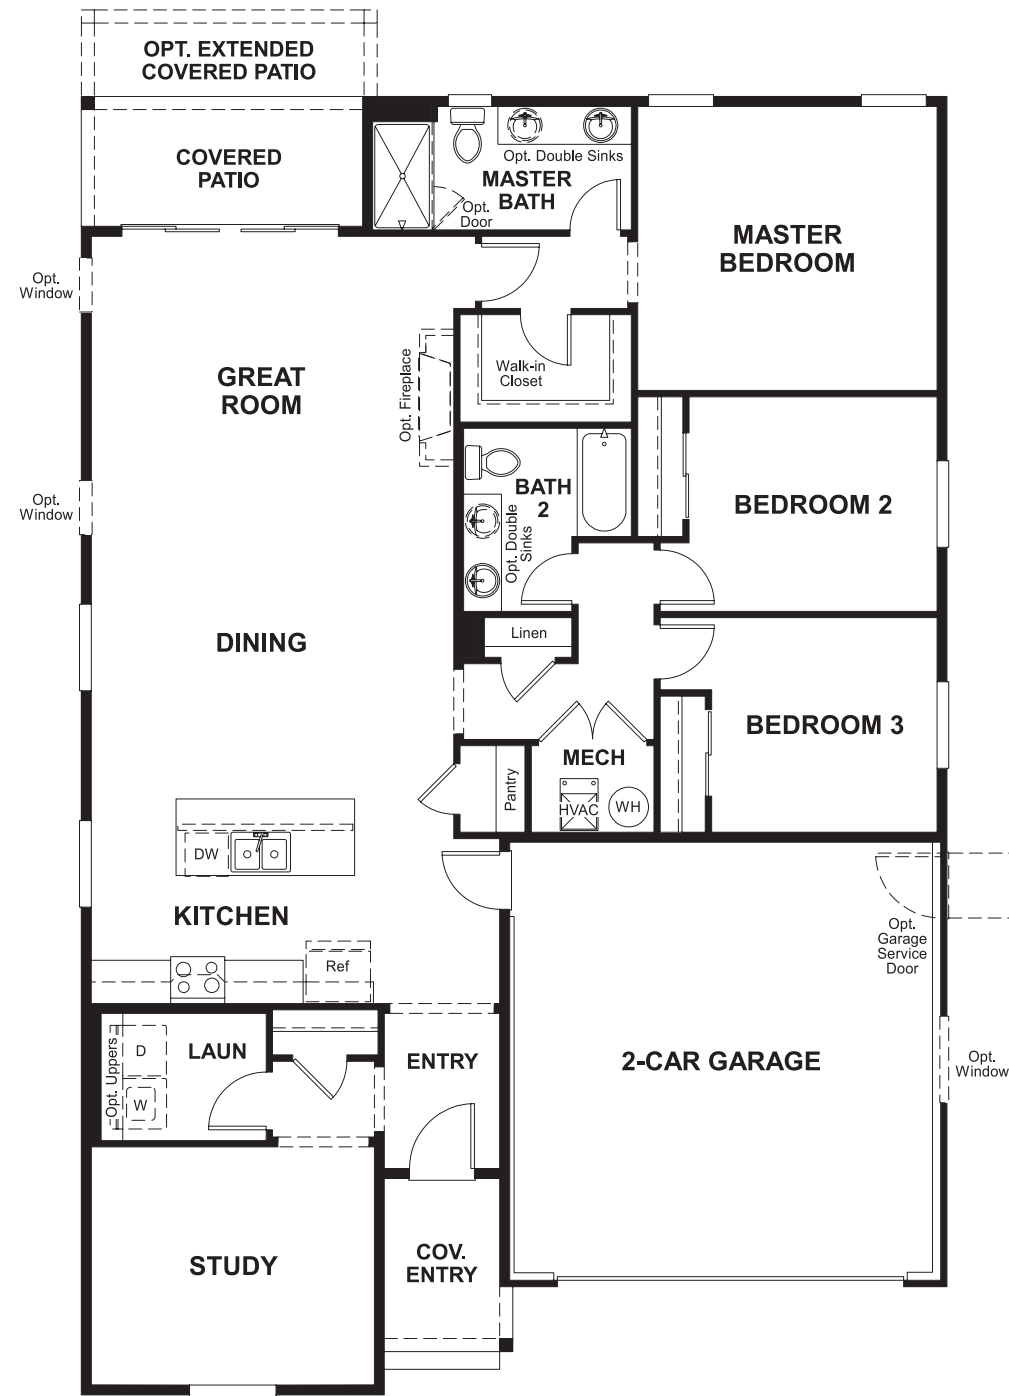 OPT. EXTENDED
COVERED PATIO
COVERED
PATIO
Opt. Double Sinks
MASTER
BATH
Opt.
Door
MASTER
BEDROOM
Opt.
Window
GREAT
ROOM
Opt. Fireplace
Walk-in
Closet
BATH
2
Opt. Double
Sinks
BEDROOM 2
Opt.
Window
Linen
DINING
BEDROOM 3
MECH
Pantry
HVAC
WH
DW
KITCHEN
Ref
Opt.
Garage
Service
Door
Opt. Uppers
D
W
LAUN
ENTRY
2-CAR GARAGE
Opt.
Window
STUDY
COV.
ENTRY